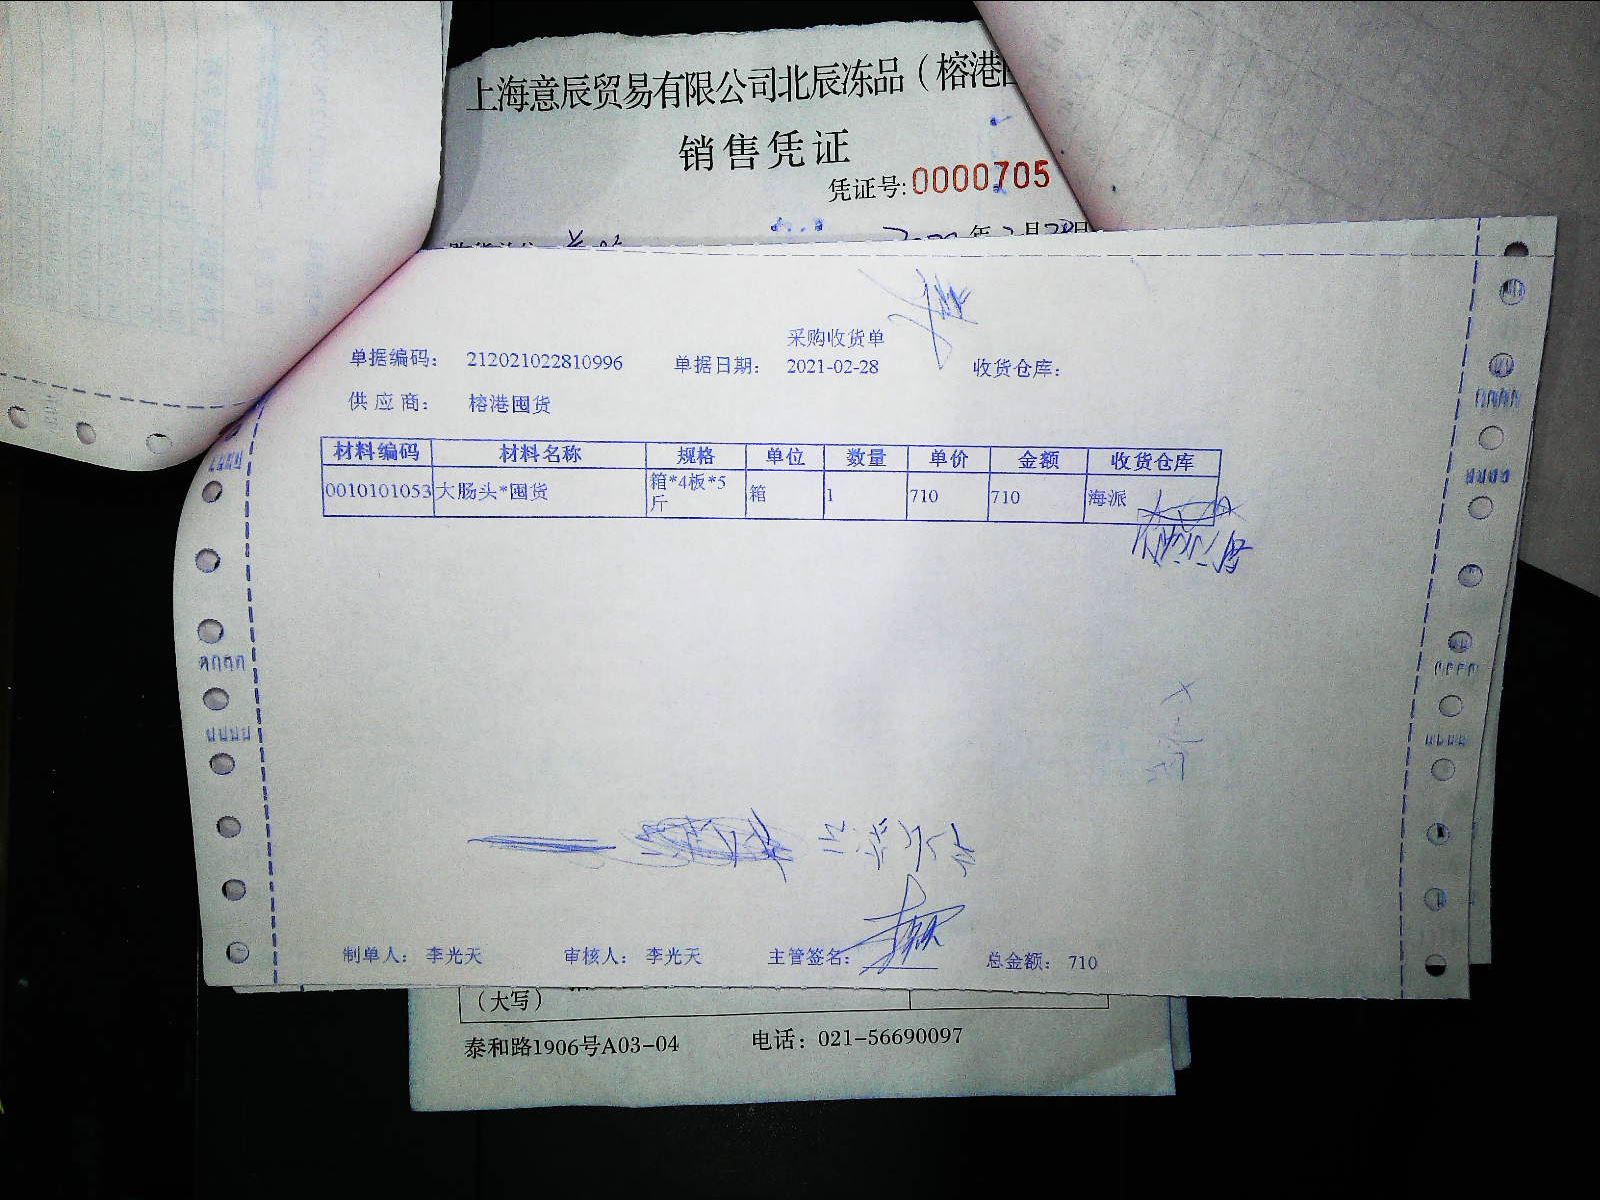 上海意辰贸易有限公司北辰冻品（榕港
销售凭证
凭证号:0000705
年 月28日
采购收货单
单据编码： 212021022810996 单据日期： 2021-02-28 收货仓库：
供 应 商： 榕港囤货
材料编码 材料名称 规格 单位 数量 单价 金额 收货仓库
0010101053 大肠头*囤货 箱*4板*5斤 箱 1 710 710 海派
制单人： 李光天 审核人： 李光天 主管签名： 总金额： 710
（大写）
泰和路1906号A03-04 电话：021-56690097